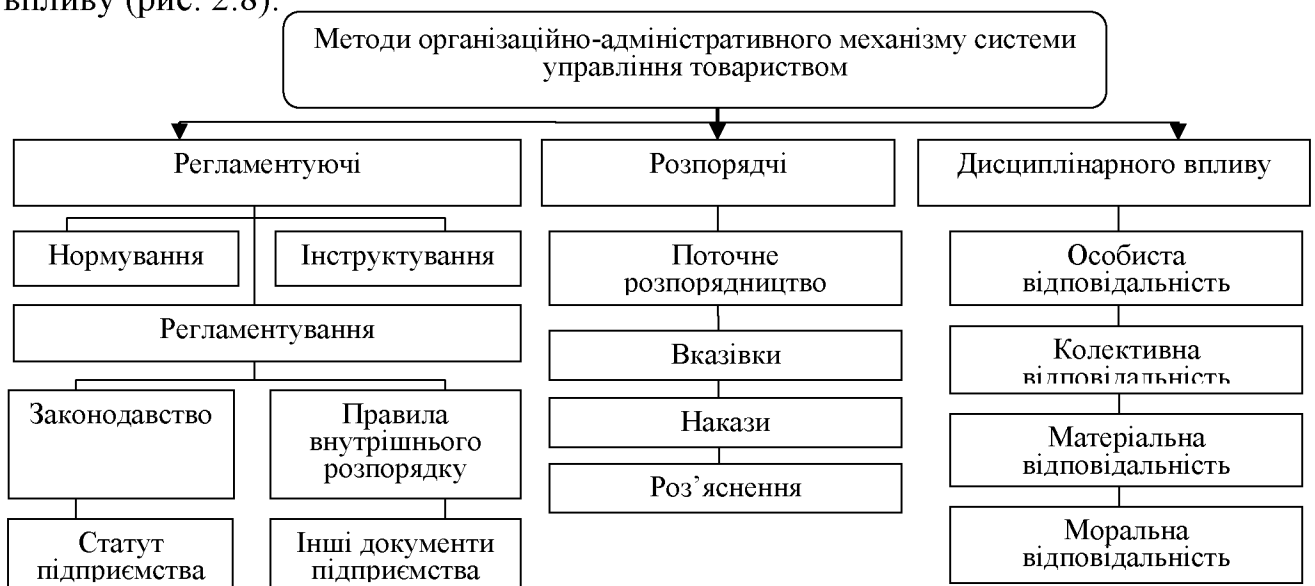 впливу (рис. 2.8).
Методи організаційно-адміністративного механізму системи
управління товариством
Регламентуючі
Розпорядчі
Дисциплінарного впливу
Нормування
Інструктування
Регламентування
Законодавство
Правила
внутрішнього
розпорядку
Статут
підприємства
Інші документи
підприємства
Поточне
розпорядництво
Вказівки
Накази
Роз’яснення
Особиста
відповідальність
Колективна
відповідальність
Матеріальна
відповідальність
Моральна
відповідальність